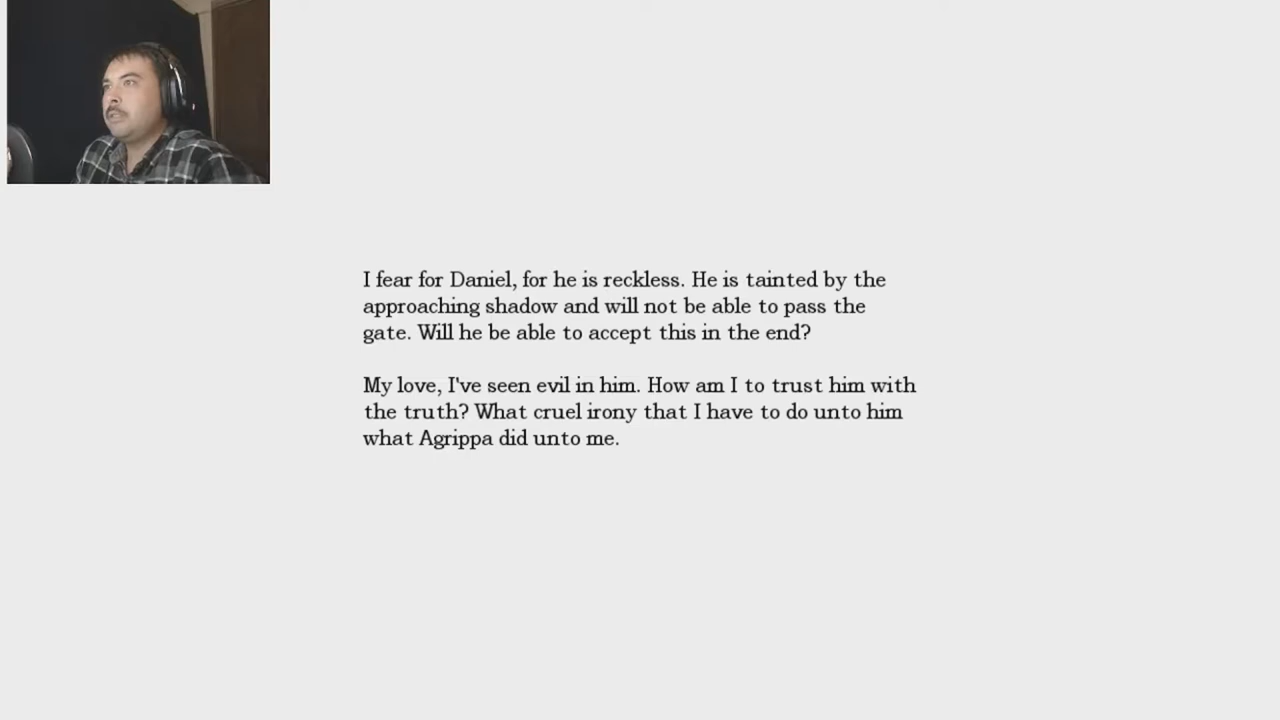 I fear for Daniel, for he is reckless. He is tainted by the
approaching shadow and will not be able to pass the
gate. Will he be able to accept this in the end?
My love, I've seen evil in him. How am I to trust him with
the truth? What cruel irony that I have to do unto him
what Agrippa did unto me.